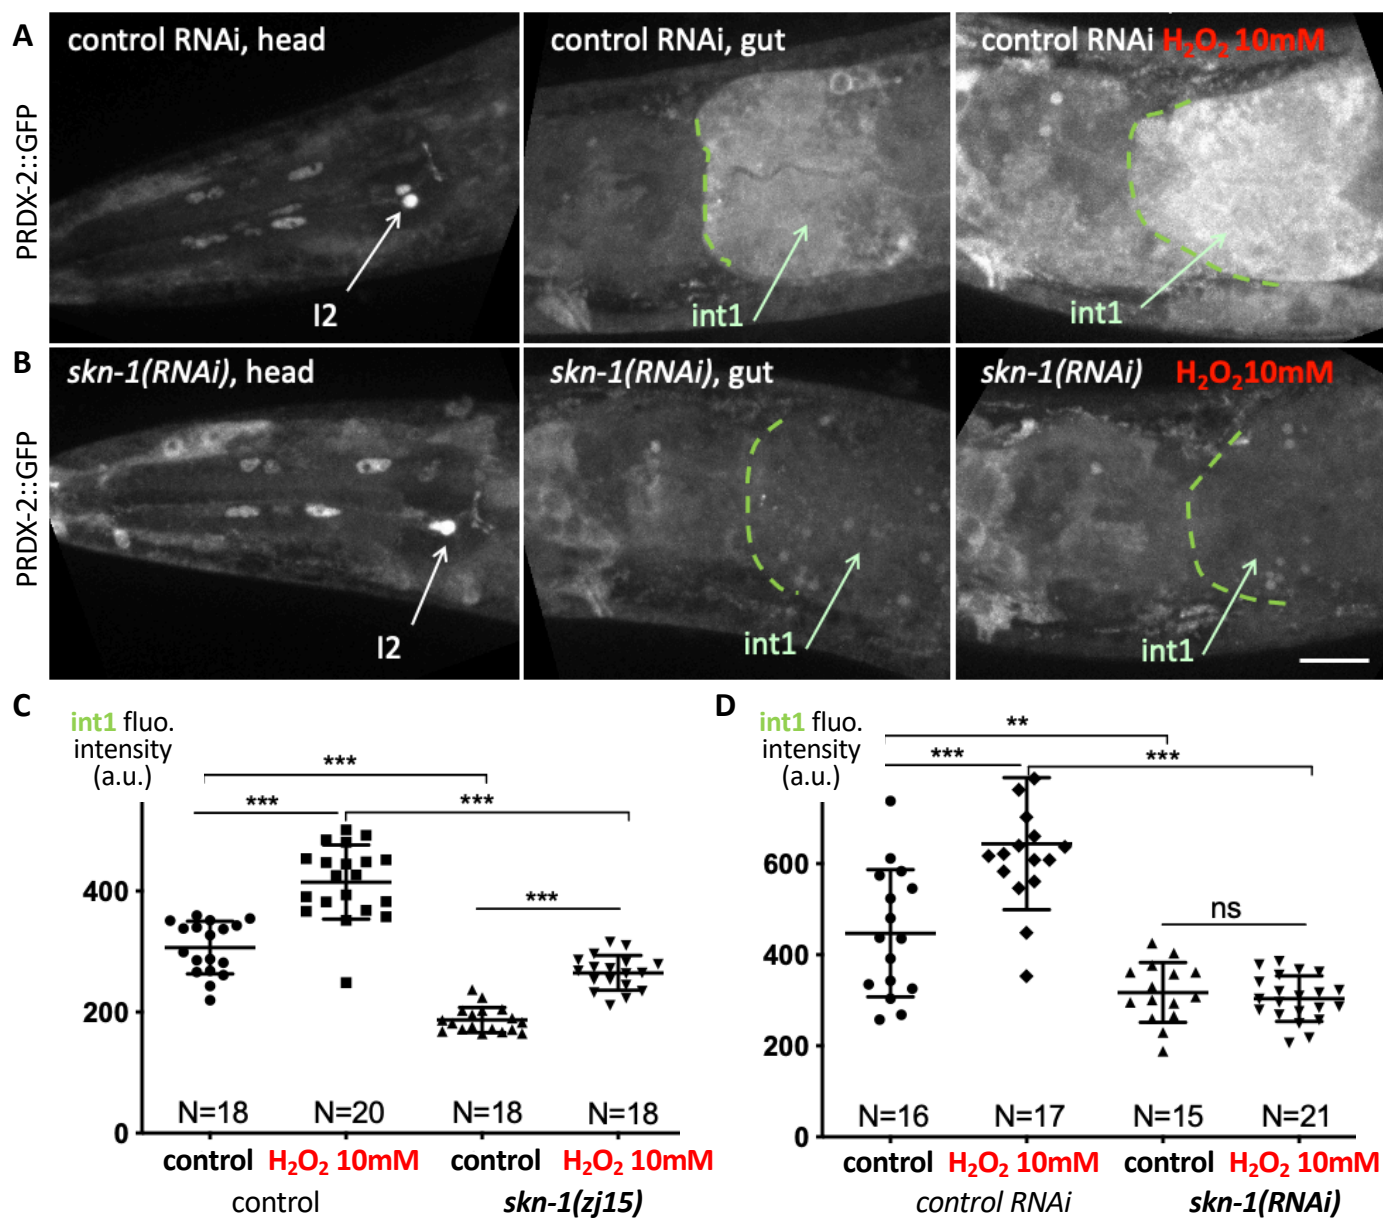 A
PRDX-2::GFP
control RNAi, head
I2
control RNAi, gut
int1
control RNAi H₂O₂ 10mM
int1
B
PRDX-2::GFP
skn-1(RNAi), head
I2
skn-1(RNAi), gut
int1
skn-1(RNAi) H₂O₂10mM
int1
C
int1 fluo.
intensity
(a.u.)
***
***
***
***
400
200
0
N=18
N=20
N=18
N=18
control
H₂O₂ 10mM
control
H₂O₂ 10mM
control
skn-1(zj15)
D
int1 fluo.
intensity
(a.u.)
**
***
***
ns
600
400
200
0
N=16
N=17
N=15
N=21
control
H₂O₂ 10mM
control
H₂O₂ 10mM
control RNAi
skn-1(RNAi)